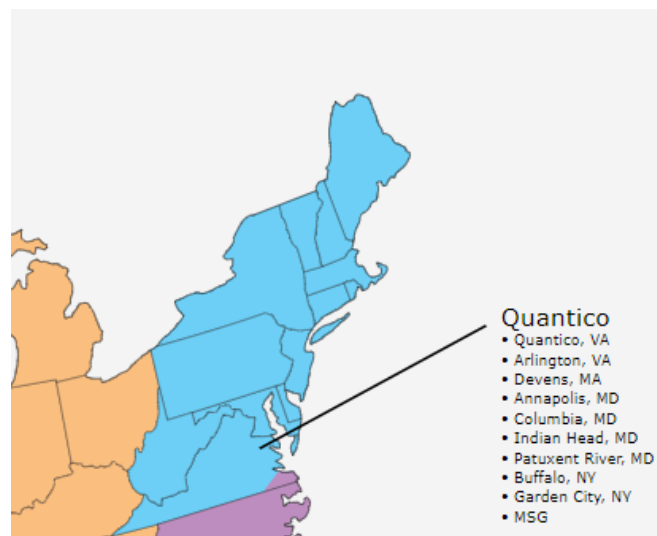 Quantico
• Quantico, VA
• Arlington, VA
• Devens, MA
• Annapolis, MD
• Columbia, MD
• Indian Head, MD
• Patuxent River, MD
• Buffalo, NY
• Garden City, NY
• MSG